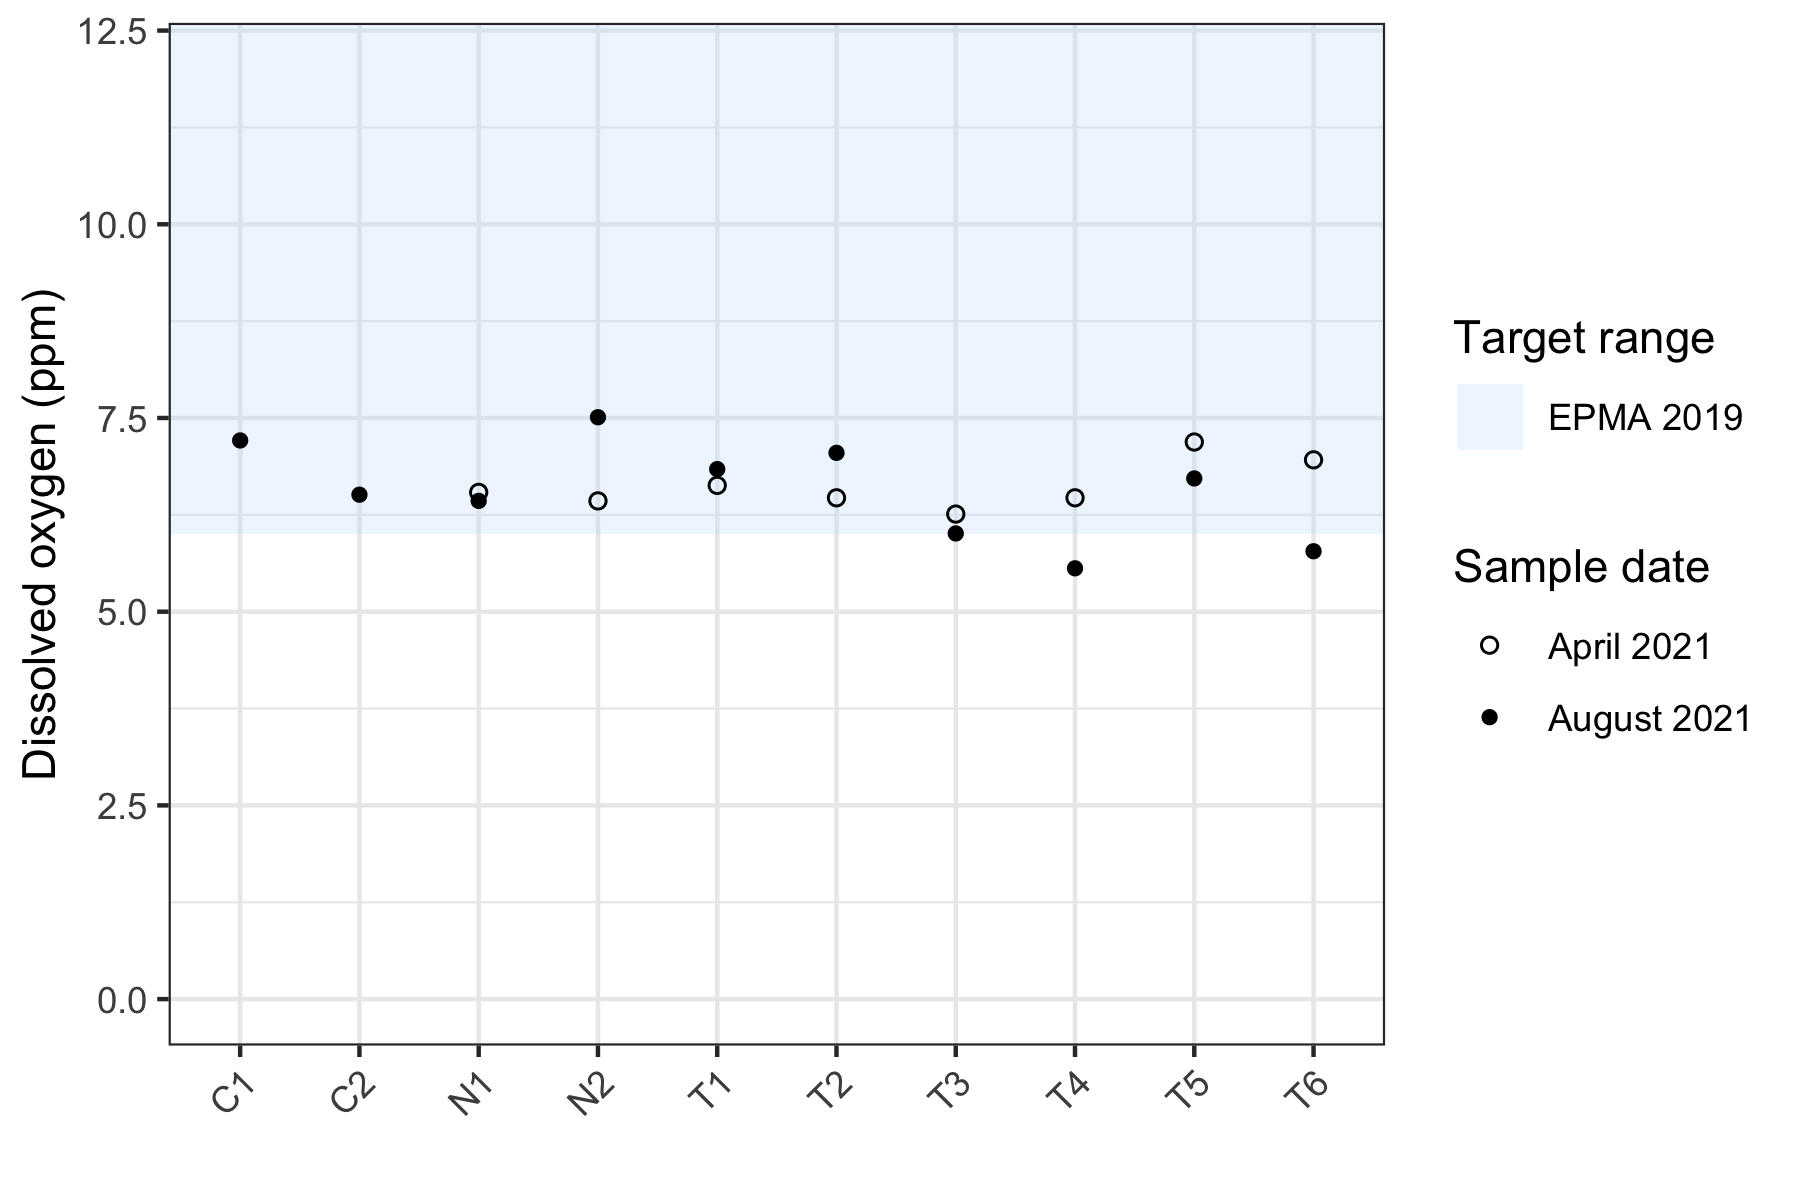 Dissolved oxygen (ppm)
12.5
10.0
7.5
5.0
2.5
0.0
C1 C2 N1 N2 T1 T2 T3 T4 T5 T6
Target range
EPMA 2019
Sample date
April 2021
August 2021